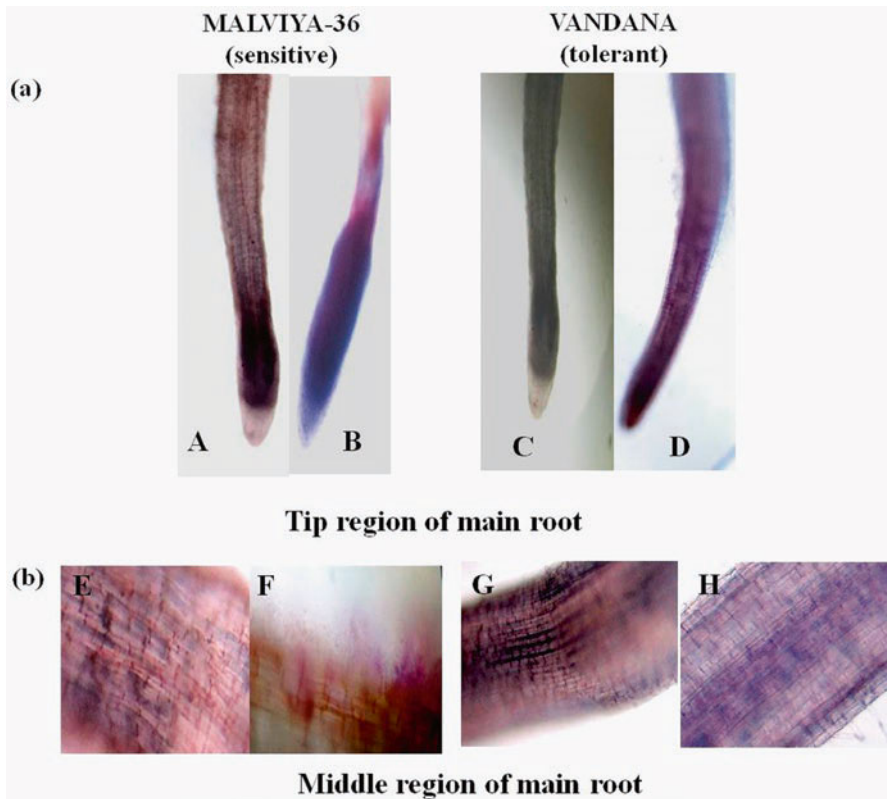 MALVIYA-36
(sensitive)
VANDANA
(tolerant)
(a)
A
B
C
D
Tip region of main root
(b)
E
F
G
H
Middle region of main root